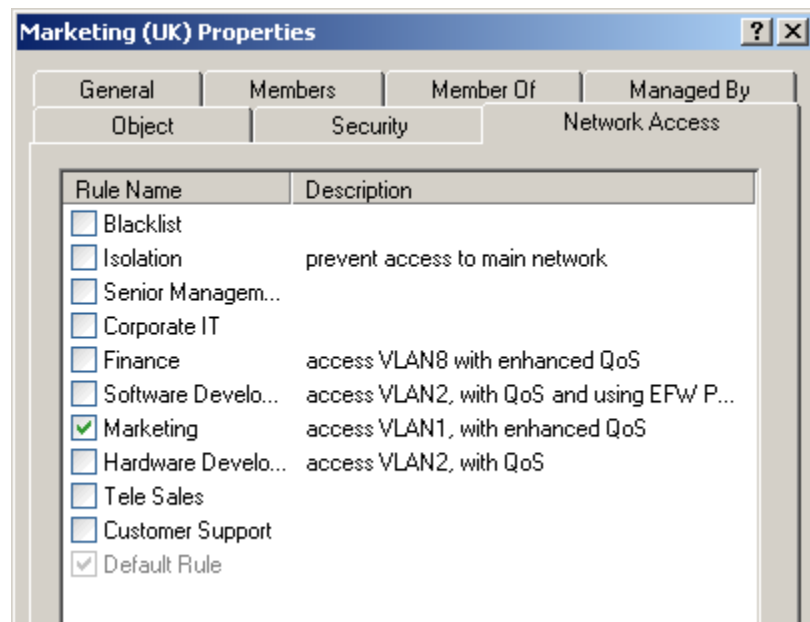 Marketing (UK) Properties
General Members Member Of Managed By
Object Security Network Access
Rule Name Description
Blacklist
Isolation prevent access to main network
Senior Managem...
Corporate IT
Finance access VLAN8 with enhanced QoS
Software Develo... access VLAN2, with QoS and using EFW P...
Marketing access VLAN1, with enhanced QoS
Hardware Develo... access VLAN2, with QoS
Tele Sales
Customer Support
Default Rule